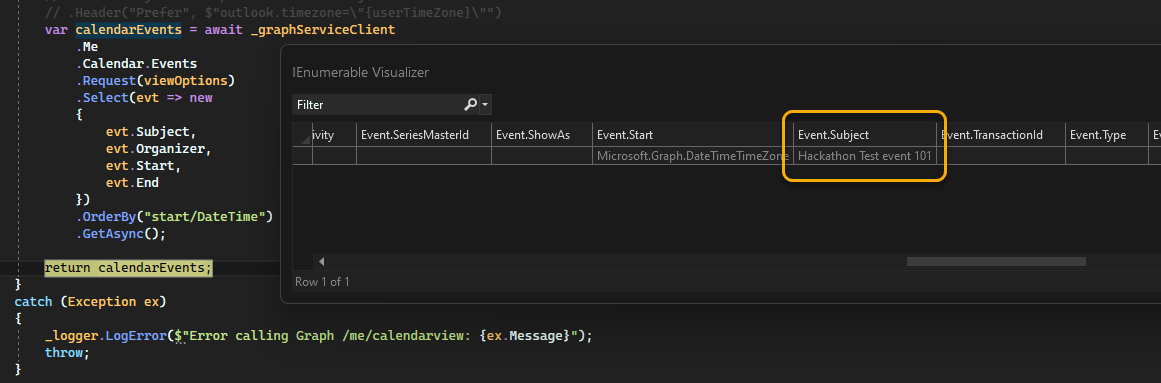 // .Header("Prefer", $"outlook.timezone=\"{userTimeZone}\"")
var calendarEvents = await _graphServiceClient
.Me
.Calendar.Events
.Request(viewOptions)
.Select(evt => new
{
evt.Subject,
evt.Organizer,
evt.Start,
evt.End
})
.OrderBy("start/DateTime")
.GetAsync();
return calendarEvents;
}
catch (Exception ex)
{
_logger.LogError($"Error calling Graph /me/calendarview: {ex.Message}");
throw;
}
IEnumerable Visualizer
Filter
ivity Event.SeriesMasterId Event.ShowAs Event.Start Event.Subject Event.TransactionId Event.Type
Microsoft.Graph.DateTimeTimeZone Hackathon Test event 101
Row 1 of 1